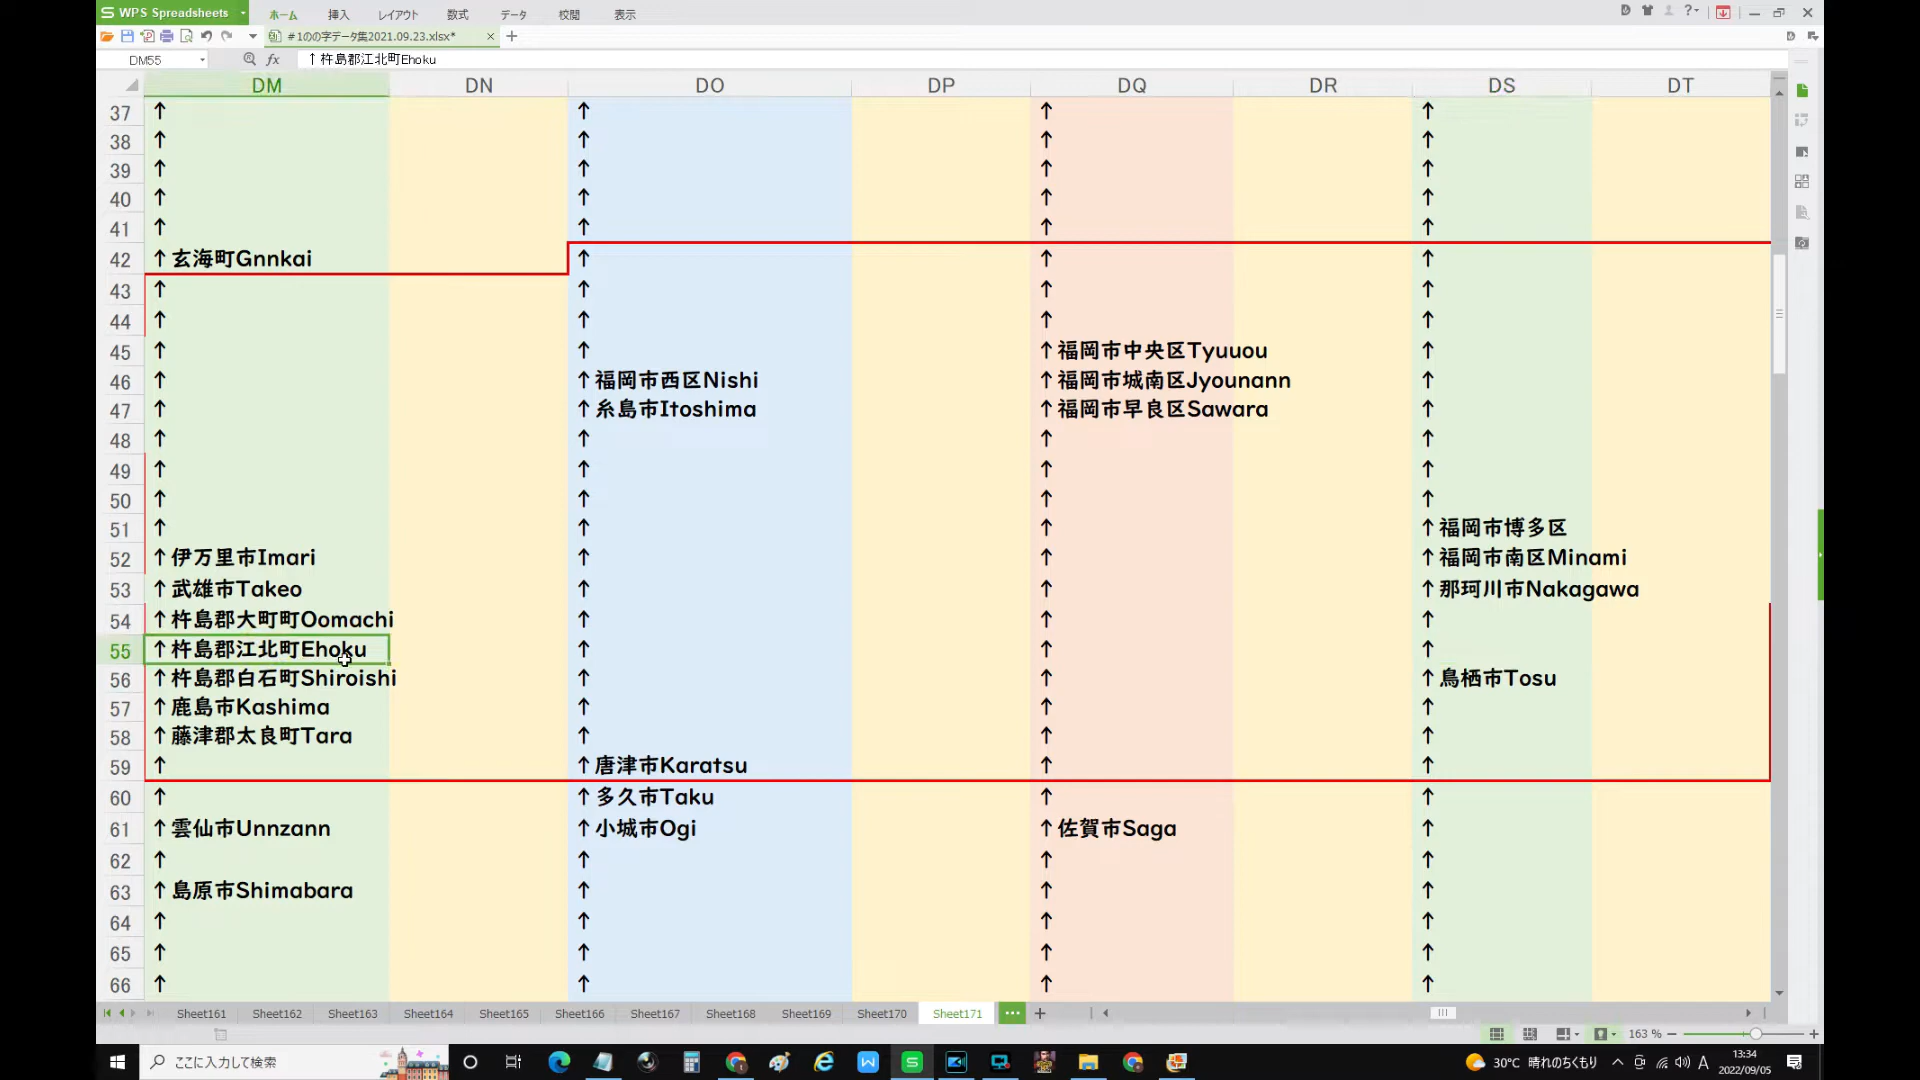 WPS Spreadsheets ホーム 挿入 レイアウト 数式 データ 校閲 表示
#1のの字データ集2021.09.23.xlsx*
DM55 fx ↑杵島郡江北町Ehoku
DM DN DO DP DQ DR DS DT
37 ↑ ↑ ↑ ↑
38 ↑ ↑ ↑ ↑
39 ↑ ↑ ↑ ↑
40 ↑ ↑ ↑ ↑
41 ↑ ↑ ↑ ↑
42 ↑玄海町Gnnkai ↑ ↑ ↑
43 ↑ ↑ ↑ ↑
44 ↑ ↑ ↑ ↑
45 ↑ ↑ ↑福岡市中央区Tyuuou ↑
46 ↑ ↑福岡市西区Nishi ↑福岡市城南区Jyounann ↑
47 ↑ ↑糸島市Itoshima ↑福岡市早良区Sawara ↑
48 ↑ ↑ ↑ ↑
49 ↑ ↑ ↑ ↑
50 ↑ ↑ ↑ ↑
51 ↑ ↑ ↑ ↑福岡市博多区
52 ↑伊万里市Imari ↑ ↑ ↑福岡市南区Minami
53 ↑武雄市Takeo ↑ ↑ ↑那珂川市Nakagawa
54 ↑杵島郡大町町Oomachi ↑ ↑ ↑
55 ↑杵島郡江北町Ehoku ↑ ↑ ↑
56 ↑杵島郡白石町Shiroishi ↑ ↑ ↑鳥栖市Tosu
57 ↑鹿島市Kashima ↑ ↑ ↑
58 ↑藤津郡太良町Tara ↑ ↑ ↑
59 ↑ ↑唐津市Karatsu ↑ ↑
60 ↑ ↑多久市Taku ↑ ↑
61 ↑雲仙市Unnzann ↑小城市Ogi ↑佐賀市Saga ↑
62 ↑ ↑ ↑ ↑
63 ↑島原市Shimabara ↑ ↑ ↑
64 ↑ ↑ ↑ ↑
65 ↑ ↑ ↑ ↑
66 ↑ ↑ ↑ ↑
Sheet161 Sheet162 Sheet163 Sheet164 Sheet165 Sheet166 Sheet167 Sheet168 Sheet169 Sheet170 Sheet171
163 %
ここに入力して検索 30°C 晴れのちくもり A 13:34
2022/09/05